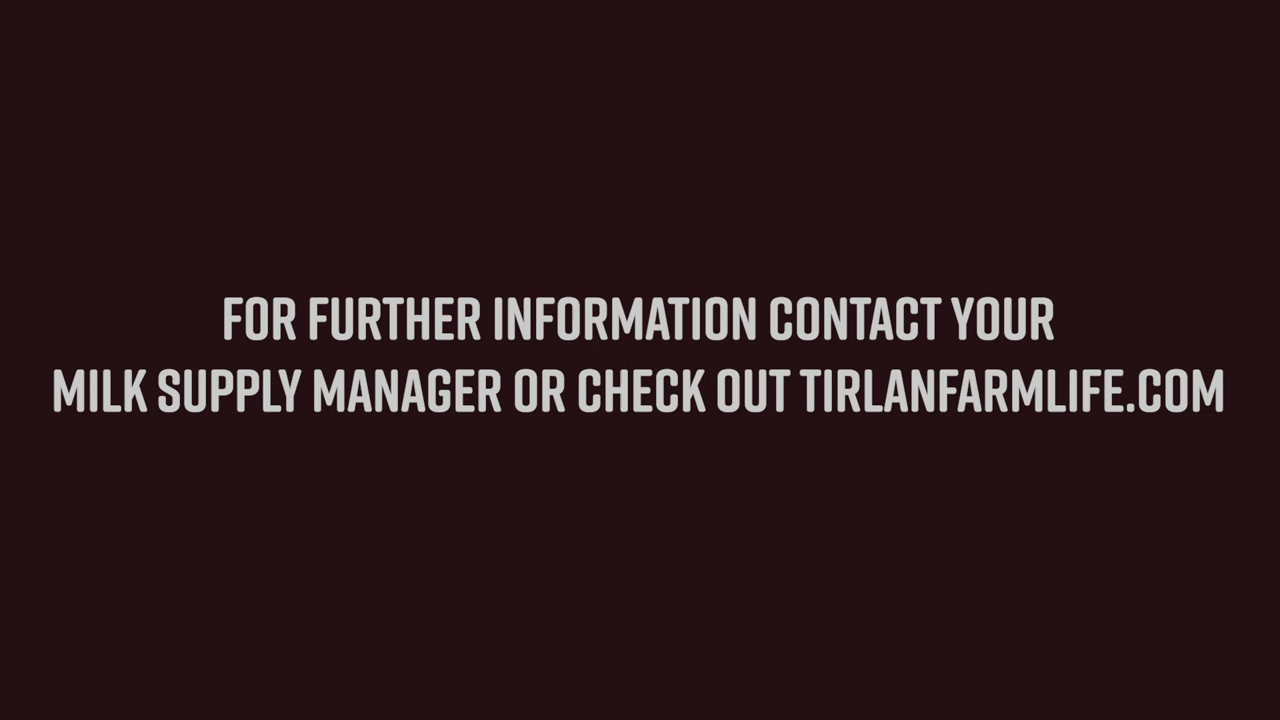 FOR FURTHER INFORMATION CONTACT YOUR
MILK SUPPLY MANAGER OR CHECK OUT TIRLANFARMLIFE.COM